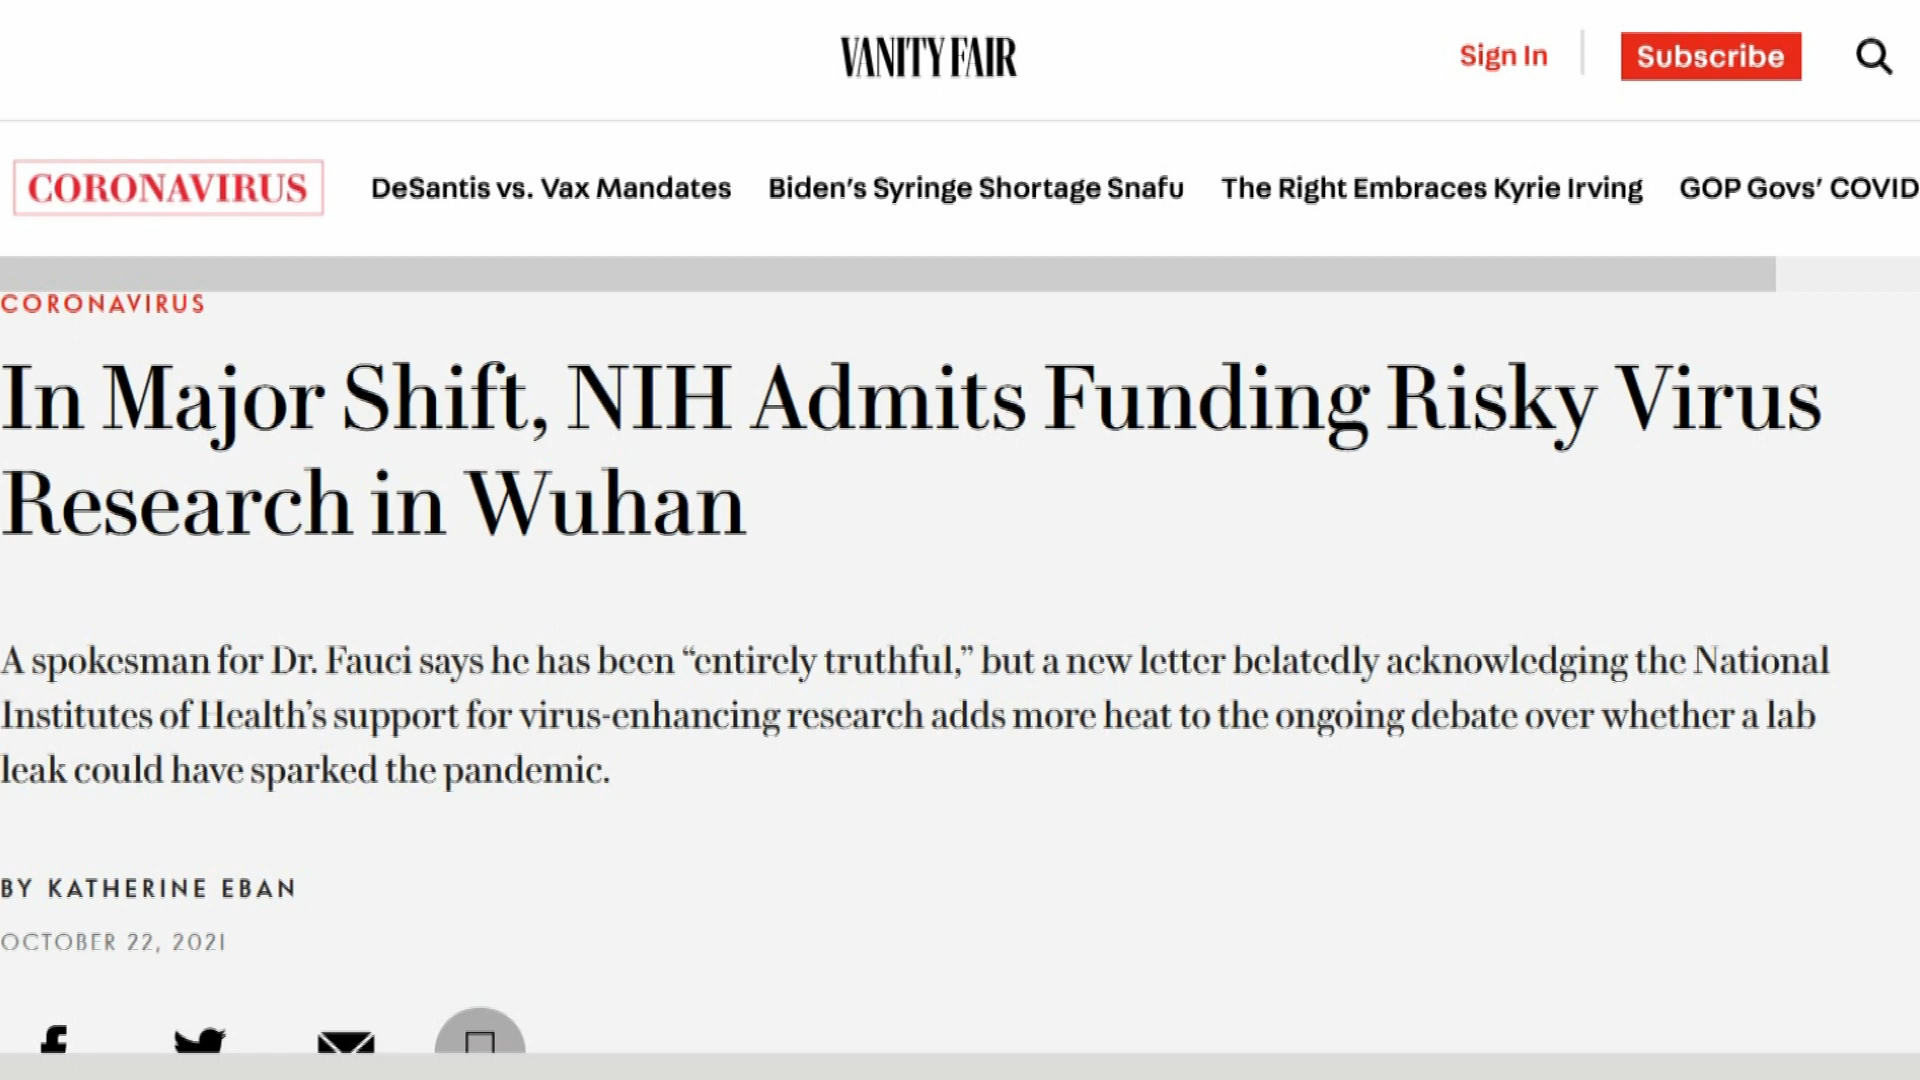 VANITY FAIR
Sign In
Subscribe
CORONAVIRUS
DeSantis vs. Vax Mandates
Biden’s Syringe Shortage Snafu
The Right Embraces Kyrie Irving
GOP Govs’ COVID
CORONAVIRUS
In Major Shift, NIH Admits Funding Risky Virus
Research in Wuhan
A spokesman for Dr. Fauci says he has been “entirely truthful,” but a new letter belatedly acknowledging the National
Institutes of Health’s support for virus-enhancing research adds more heat to the ongoing debate over whether a lab
leak could have sparked the pandemic.
BY KATHERINE EBAN
OCTOBER 22, 2021